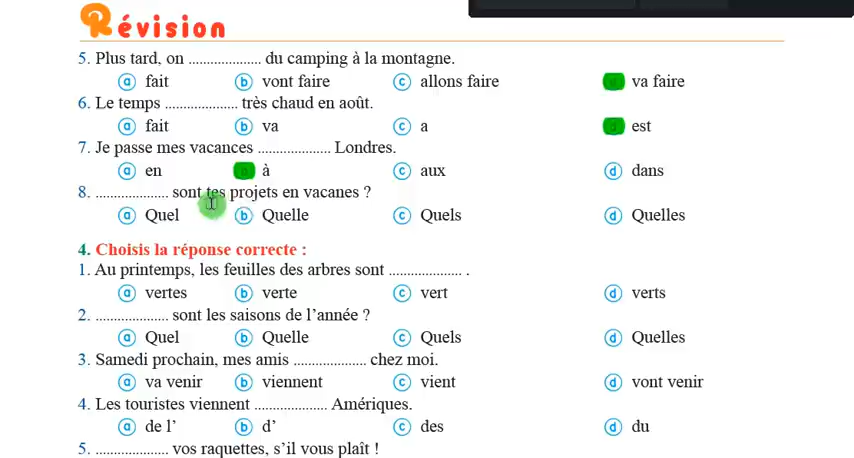 Révision
5. Plus tard, on .................... du camping à la montagne.
a fait b vont faire c allons faire va faire
6. Le temps .................... très chaud en août.
a fait b va c a est
7. Je passe mes vacances .................... Londres.
a en à c aux d dans
8. .................... sont tes projets en vacanes ?
a Quel b Quelle c Quels d Quelles
4. Choisis la réponse correcte :
1. Au printemps, les feuilles des arbres sont .................... .
a vertes b verte c vert d verts
2. .................... sont les saisons de l’année ?
a Quel b Quelle c Quels d Quelles
3. Samedi prochain, mes amis .................... chez moi.
a va venir b viennent c vient d vont venir
4. Les touristes viennent .................... Amériques.
a de l’ b d’ c des d du
5. .................... vos raquettes, s’il vous plaît !